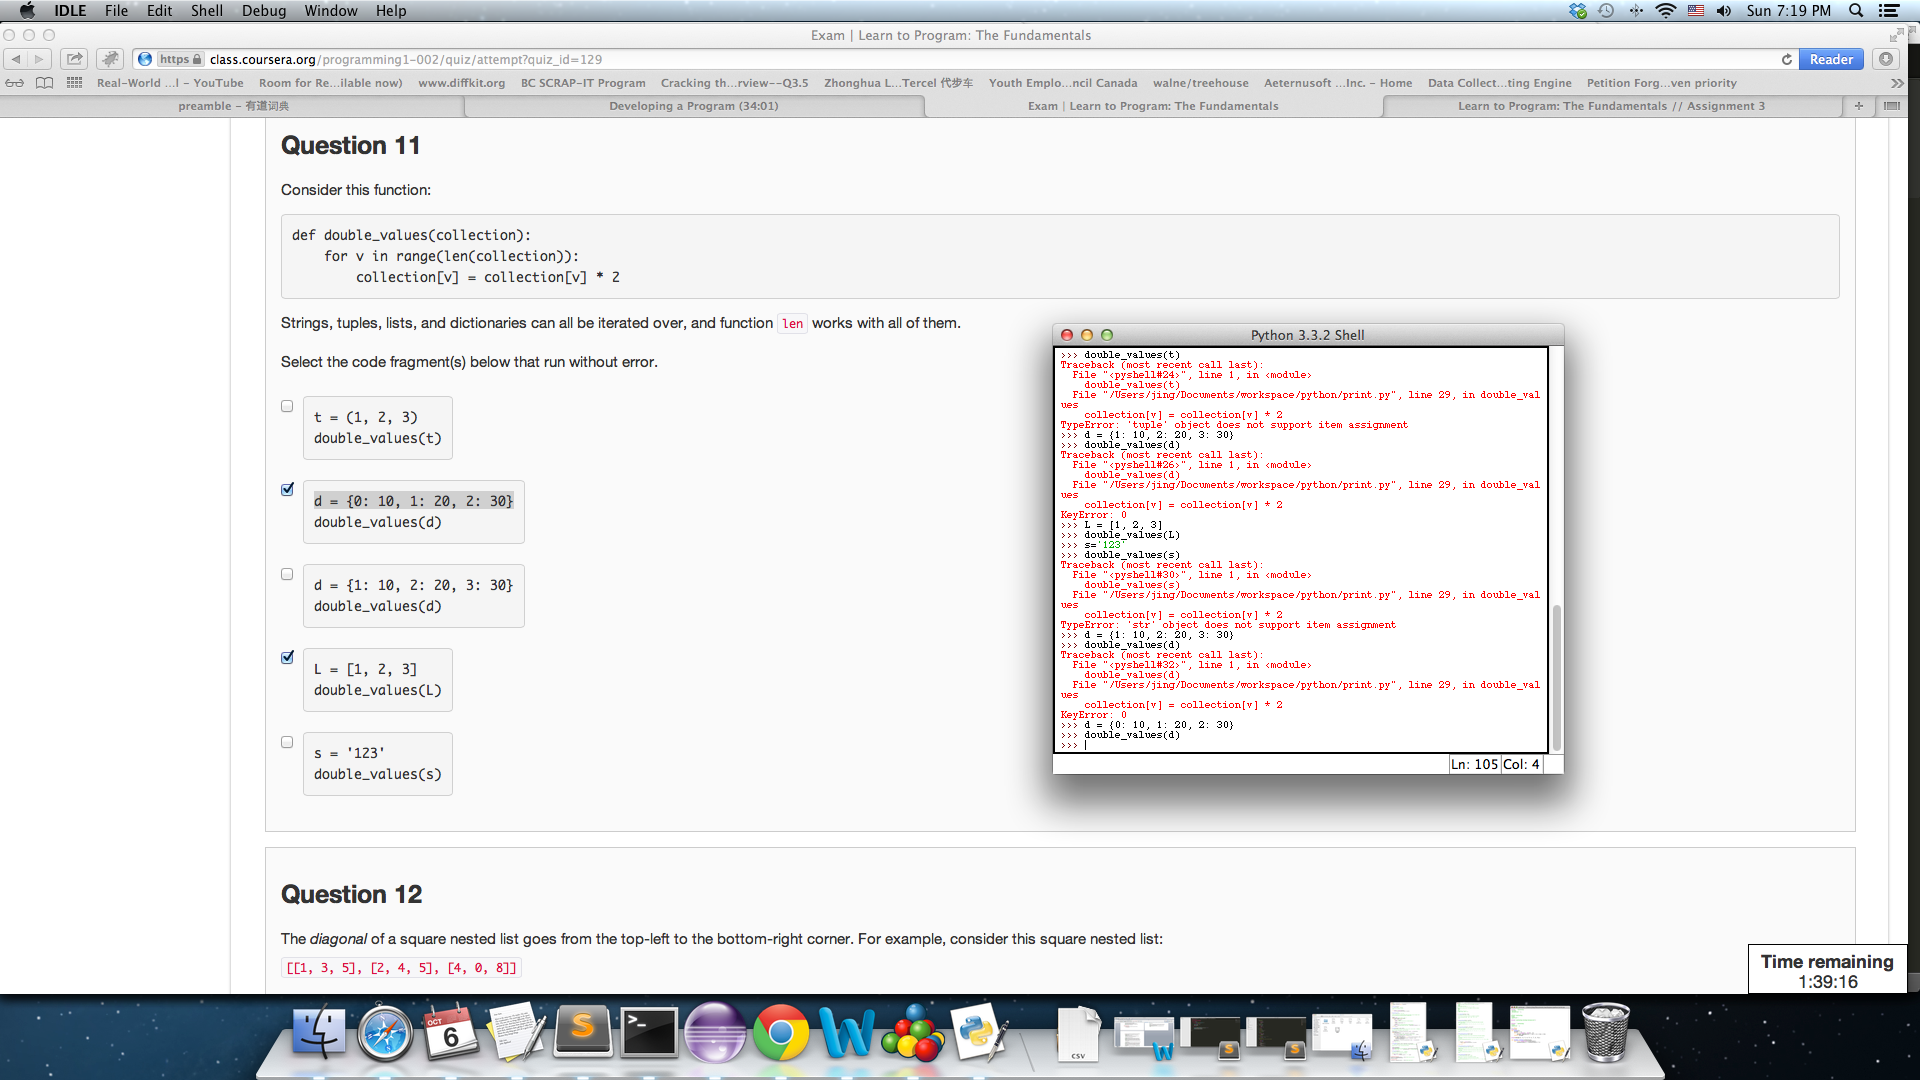 IDLE File Edit Shell Debug Window Help
Sun 7:19 PM
Exam | Learn to Program: The Fundamentals
https class.coursera.org/programming1-002/quiz/attempt?quiz_id=129
Reader
Real-World ...l - YouTube Room for Re...ilable now) www.diffkit.org BC SCRAP-IT Program Cracking th...rview--Q3.5 Zhonghua L...Tercel 代步车 Youth Emplo...ncil Canada walne/treehouse Aeternusoft ...Inc. - Home Data Collect...ting Engine Petition Forg...ven priority
preamble - 有道词典 Developing a Program (34:01) Exam | Learn to Program: The Fundamentals Learn to Program: The Fundamentals // Assignment 3
Question 11
Consider this function:
def double_values(collection):
for v in range(len(collection)):
collection[v] = collection[v] * 2
Strings, tuples, lists, and dictionaries can all be iterated over, and function len works with all of them.
Select the code fragment(s) below that run without error.
t = (1, 2, 3)
double_values(t)
d = {0: 10, 1: 20, 2: 30}
double_values(d)
d = {1: 10, 2: 20, 3: 30}
double_values(d)
L = [1, 2, 3]
double_values(L)
s = '123'
double_values(s)
Python 3.3.2 Shell
>>> double_values(t)
Traceback (most recent call last):
File "<pyshell#24>", line 1, in <module>
double_values(t)
File "/Users/jing/Documents/workspace/python/print.py", line 29, in double_val
ues
collection[v] = collection[v] * 2
TypeError: 'tuple' object does not support item assignment
>>> d = {1: 10, 2: 20, 3: 30}
>>> double_values(d)
Traceback (most recent call last):
File "<pyshell#26>", line 1, in <module>
double_values(d)
File "/Users/jing/Documents/workspace/python/print.py", line 29, in double_val
ues
collection[v] = collection[v] * 2
KeyError: 0
>>> L = [1, 2, 3]
>>> double_values(L)
>>> s='123'
>>> double_values(s)
Traceback (most recent call last):
File "<pyshell#30>", line 1, in <module>
double_values(s)
File "/Users/jing/Documents/workspace/python/print.py", line 29, in double_val
ues
collection[v] = collection[v] * 2
TypeError: 'str' object does not support item assignment
>>> d = {1: 10, 2: 20, 3: 30}
>>> double_values(d)
Traceback (most recent call last):
File "<pyshell#32>", line 1, in <module>
double_values(d)
File "/Users/jing/Documents/workspace/python/print.py", line 29, in double_val
ues
collection[v] = collection[v] * 2
KeyError: 0
>>> d = {0: 10, 1: 20, 2: 30}
>>> double_values(d)
>>>
Ln: 105 Col: 4
Question 12
The diagonal of a square nested list goes from the top-left to the bottom-right corner. For example, consider this square nested list:
[[1, 3, 5], [2, 4, 5], [4, 0, 8]]
Time remaining
1:39:16
OCT
6
S
>_
W
CSV